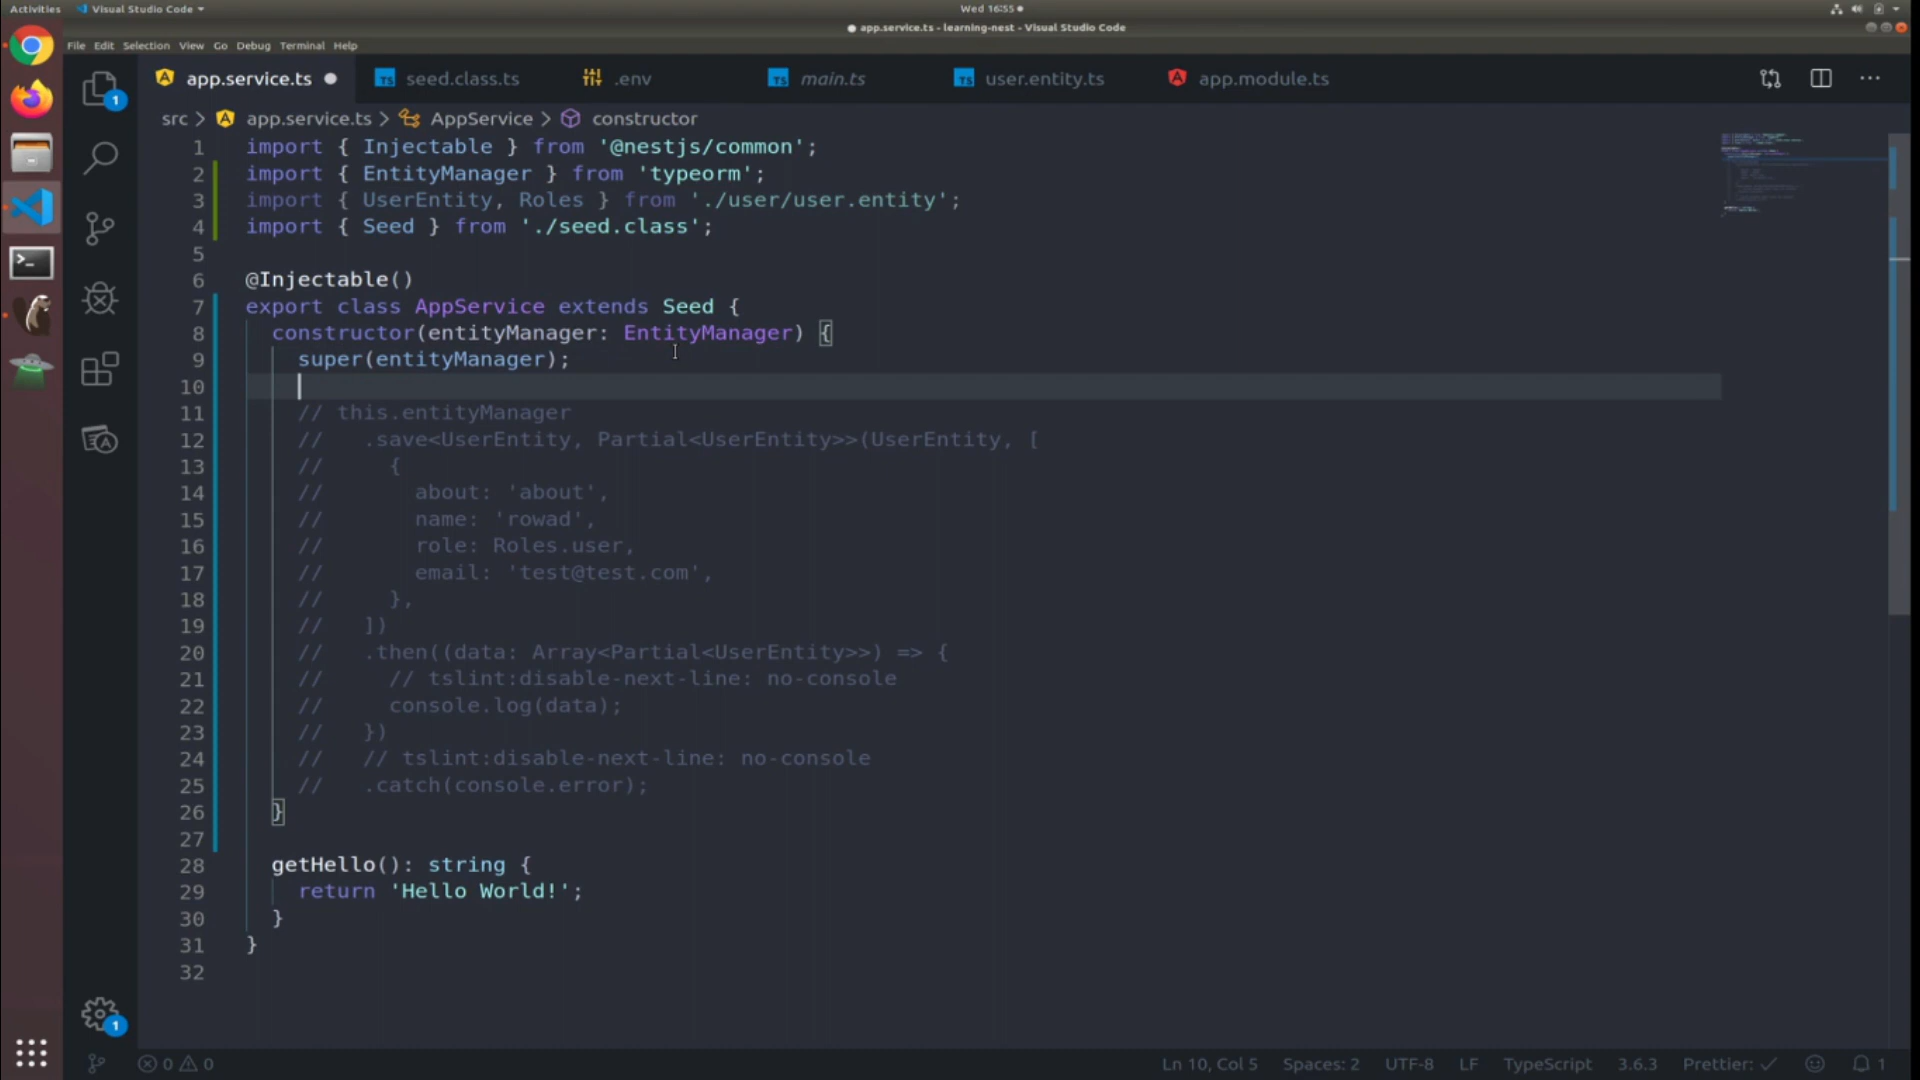 Activities Visual Studio Code Wed 16:55
app.service.ts - learning-nest - Visual Studio Code
File Edit Selection View Go Debug Terminal Help
app.service.ts seed.class.ts .env main.ts user.entity.ts app.module.ts
src > app.service.ts > AppService > constructor
1 import { Injectable } from '@nestjs/common';
2 import { EntityManager } from 'typeorm';
3 import { UserEntity, Roles } from './user/user.entity';
4 import { Seed } from './seed.class';
5
6 @Injectable()
7 export class AppService extends Seed {
8 constructor(entityManager: EntityManager) {
9 super(entityManager);
10
11 // this.entityManager
12 // .save<UserEntity, Partial<UserEntity>>(UserEntity, [
13 // {
14 // about: 'about',
15 // name: 'rowad',
16 // role: Roles.user,
17 // email: 'test@test.com',
18 // },
19 // ])
20 // .then((data: Array<Partial<UserEntity>>) => {
21 // // tslint:disable-next-line: no-console
22 // console.log(data);
23 // })
24 // // tslint:disable-next-line: no-console
25 // .catch(console.error);
26 }
27
28 getHello(): string {
29 return 'Hello World!';
30 }
31 }
32
0 0 Ln 10, Col 5 Spaces: 2 UTF-8 LF TypeScript 3.6.3 Prettier: ✓ 1